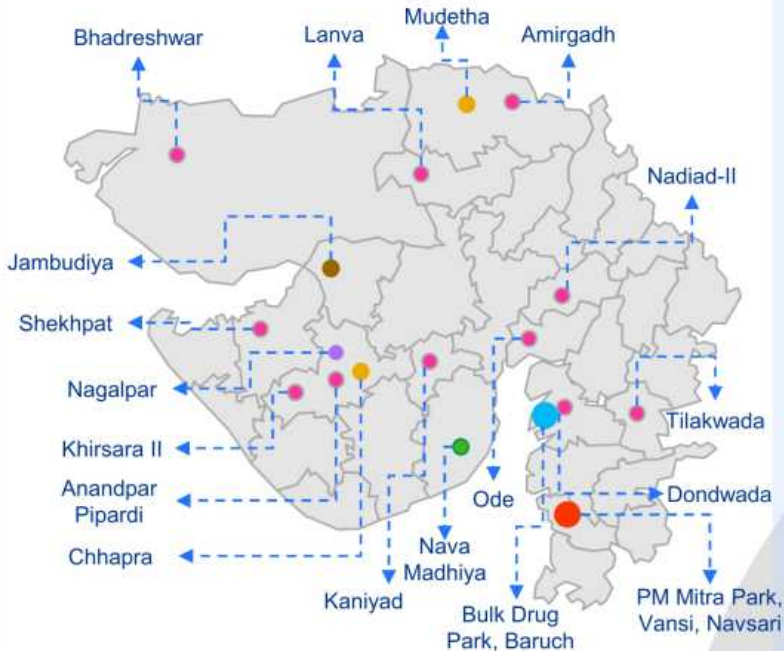 Mudetha
Bhadreshwar
Lanva
Amirgadh
Nadiad-II
Jambudiya
Shekhpat
Nagalpar
Tilakwada
Khirsara II
Anandpar
Pipardi
Ode
Dondwada
Chhapra
Nava
Madhiya
Kaniyad
Bulk Drug
Park, Baruch
PM Mitra Park,
Vansi, Navsari